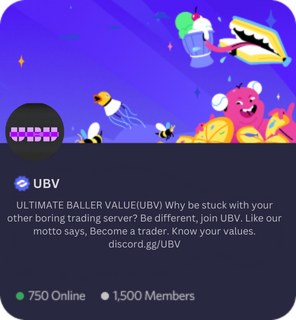 UBV
UBV
ULTIMATE BALLER VALUE(UBV) Why be stuck with your
other boring trading server? Be different, join UBV. Like our
motto says, Become a trader. Know your values.
discord.gg/UBV
750 Online 1,500 Members